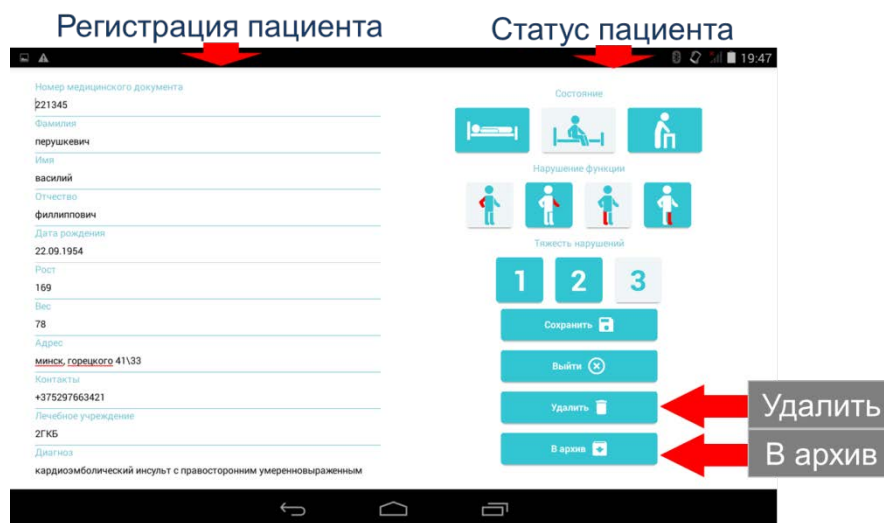 Регистрация пациента
Статус пациента
19:47
Номер медицинского документа
221345
Фамилия
перушкевич
Имя
василий
Отчество
филлиппович
Дата рождения
22.09.1954
Рост
169
Вес
78
Адрес
минск, горецкого 41\33
Контакты
+375297663421
Лечебное учреждение
2ГКБ
Диагноз
кардиоэмболический инсульт с правосторонним умеренновыраженным
Состояние
Нарушение функции
Тяжесть нарушений
1 2 3
Сохранить
Выйти
Удалить
В архив
Удалить
В архив